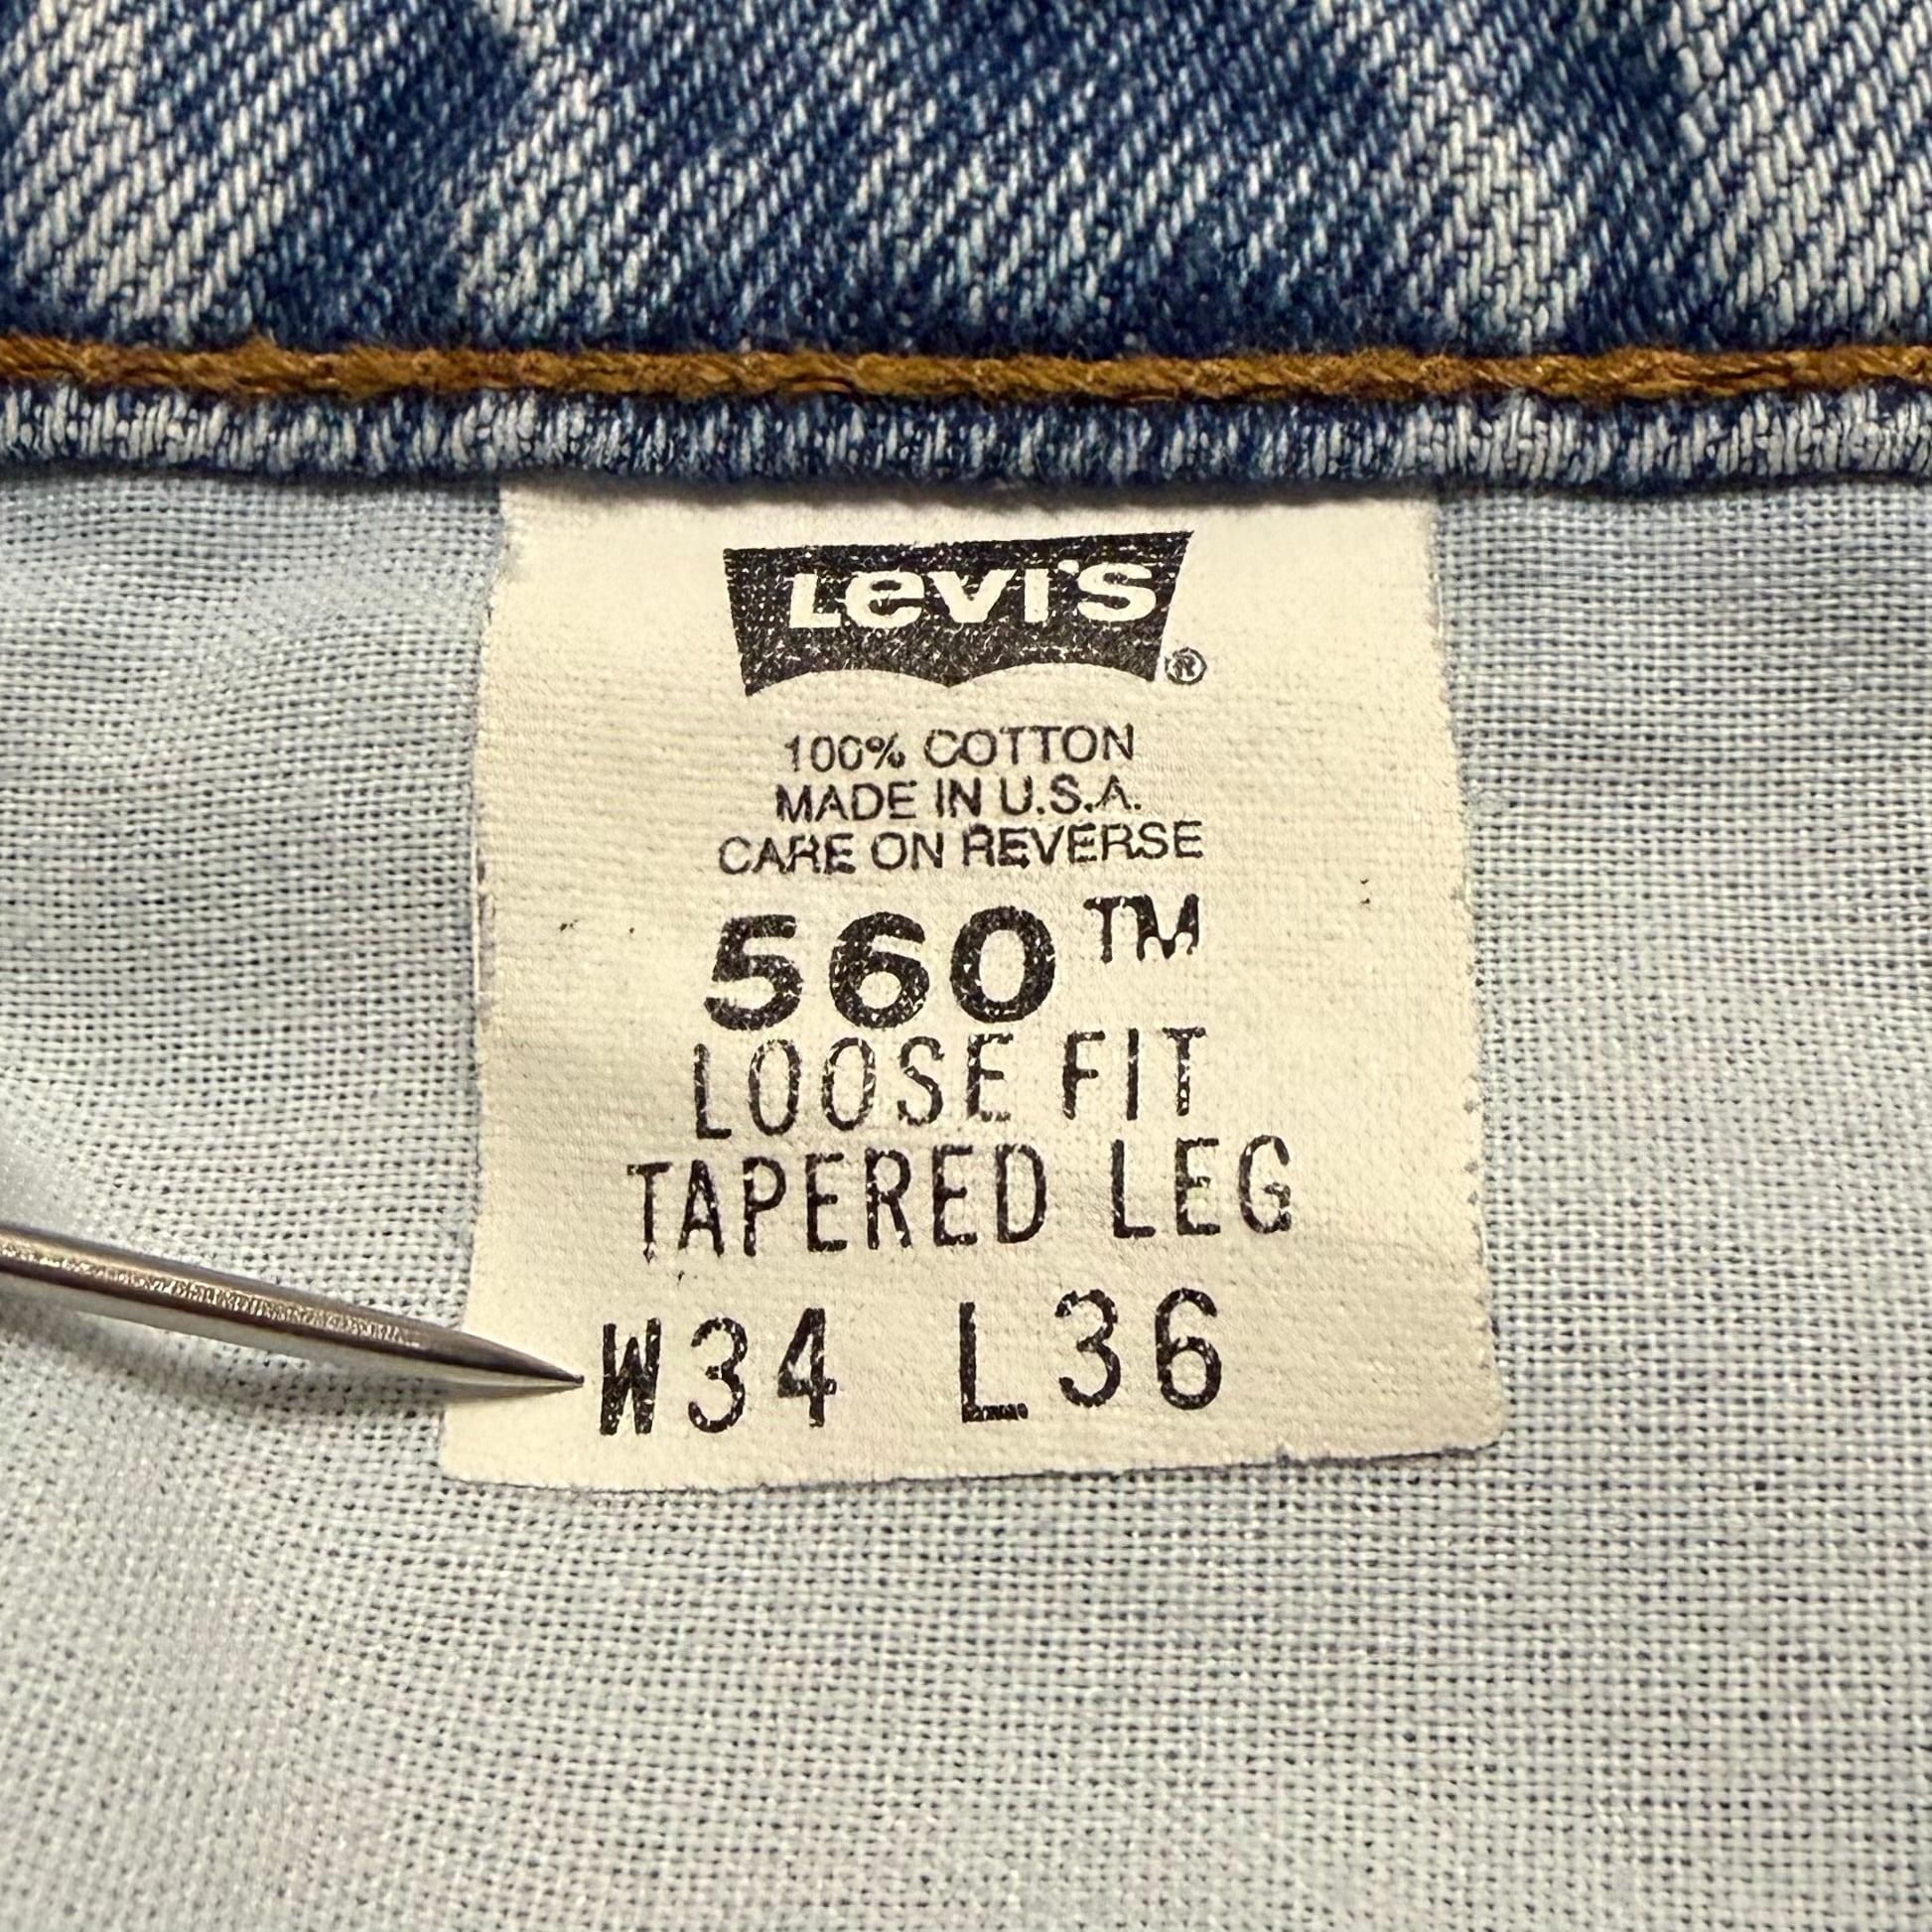 Levi's ®
100% COTTON
MADE IN U.S.A.
CARE ON REVERSE
560™
LOOSE FIT
TAPERED LEG
W34 L36